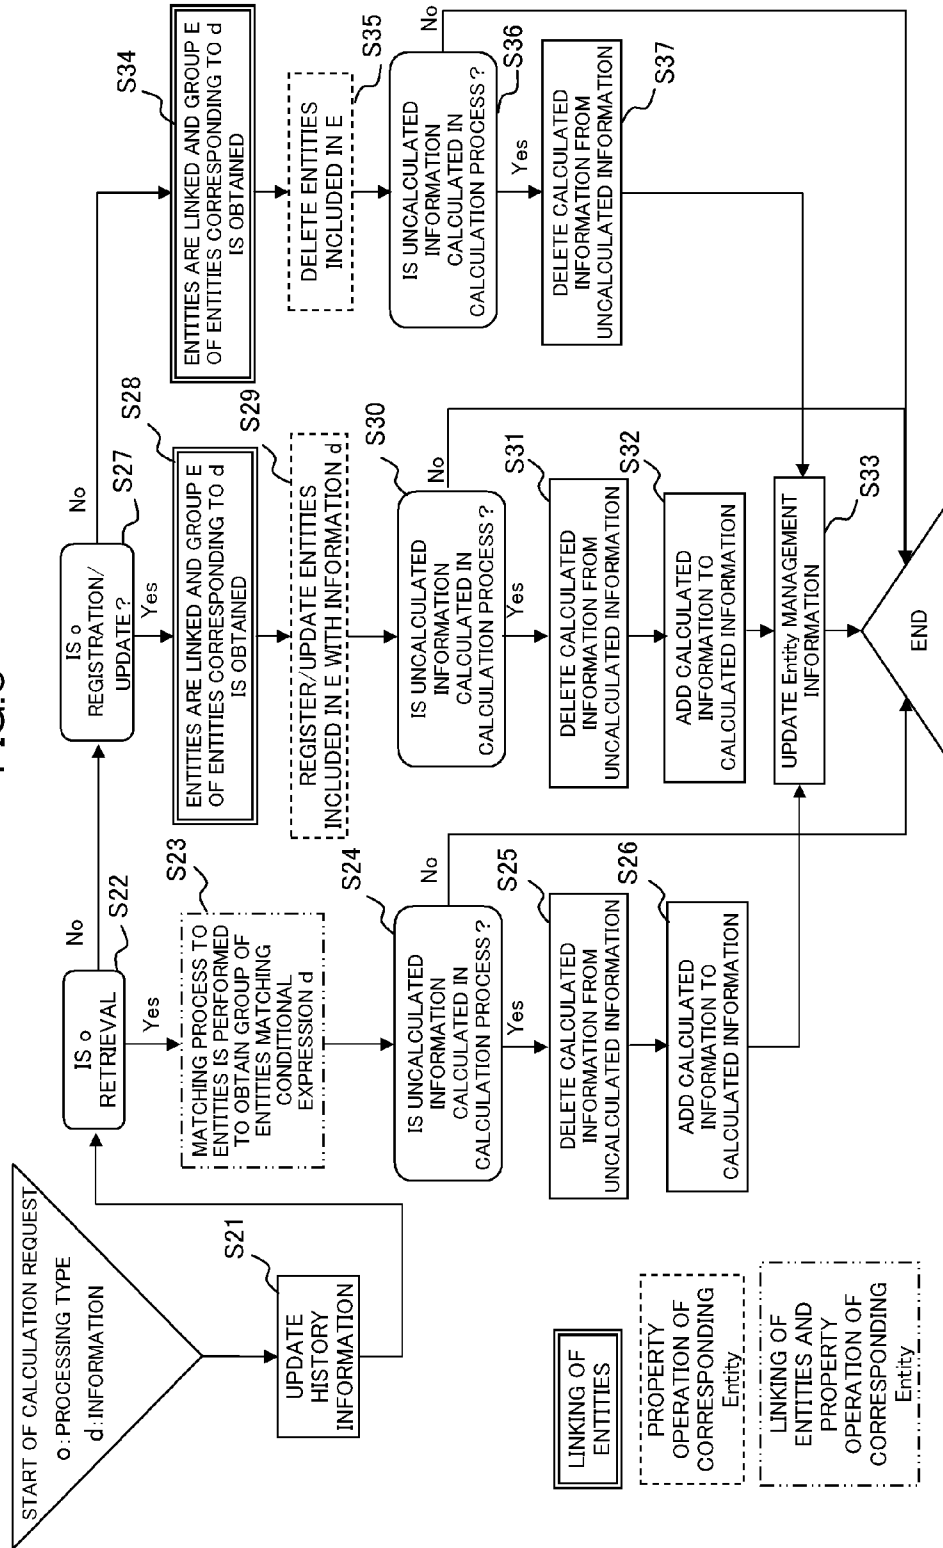 START OF CALCULATION REQUEST
o:PROCESSING TYPE
d:INFORMATION
S21
UPDATE
HISTORY
INFORMATION
S22
IS o
RETRIEVAL
No
Yes
S23
MATCHING PROCESS TO
ENTITIES IS PERFORMED
TO OBTAIN GROUP OF
ENTITIES MATCHING
CONDITIONAL
EXPRESSION d
S24
IS UNCALCULATED
INFORMATION
CALCULATED IN
CALCULATION PROCESS?
No
Yes
S25
DELETE CALCULATED
INFORMATION FROM
UNCALCULATED INFORMATION
S26
ADD CALCULATED
INFORMATION TO
CALCULATED INFORMATION
S27
IS o
REGISTRATION/
UPDATE?
No
Yes
S28
ENTITIES ARE LINKED AND GROUP E
OF ENTITIES CORRESPONDING TO d
IS OBTAINED
S29
REGISTER/UPDATE ENTITIES
INCLUDED IN E WITH INFORMATION d
S30
IS UNCALCULATED
INFORMATION
CALCULATED IN
CALCULATION PROCESS?
No
Yes
S31
DELETE CALCULATED
INFORMATION FROM
UNCALCULATED INFORMATION
S32
ADD CALCULATED
INFORMATION TO
CALCULATED INFORMATION
S33
UPDATE Entity MANAGEMENT
INFORMATION
S34
ENTITIES ARE LINKED AND GROUP E
OF ENTITIES CORRESPONDING TO d
IS OBTAINED
S35
DELETE ENTITIES
INCLUDED IN E
S36
IS UNCALCULATED
INFORMATION
CALCULATED IN
CALCULATION PROCESS?
No
Yes
S37
DELETE CALCULATED
INFORMATION FROM
UNCALCULATED INFORMATION
END
LINKING OF
ENTITIES
PROPERTY
OPERATION OF
CORRESPONDING
Entity
LINKING OF
ENTITIES AND
PROPERTY
OPERATION OF
CORRESPONDING
Entity